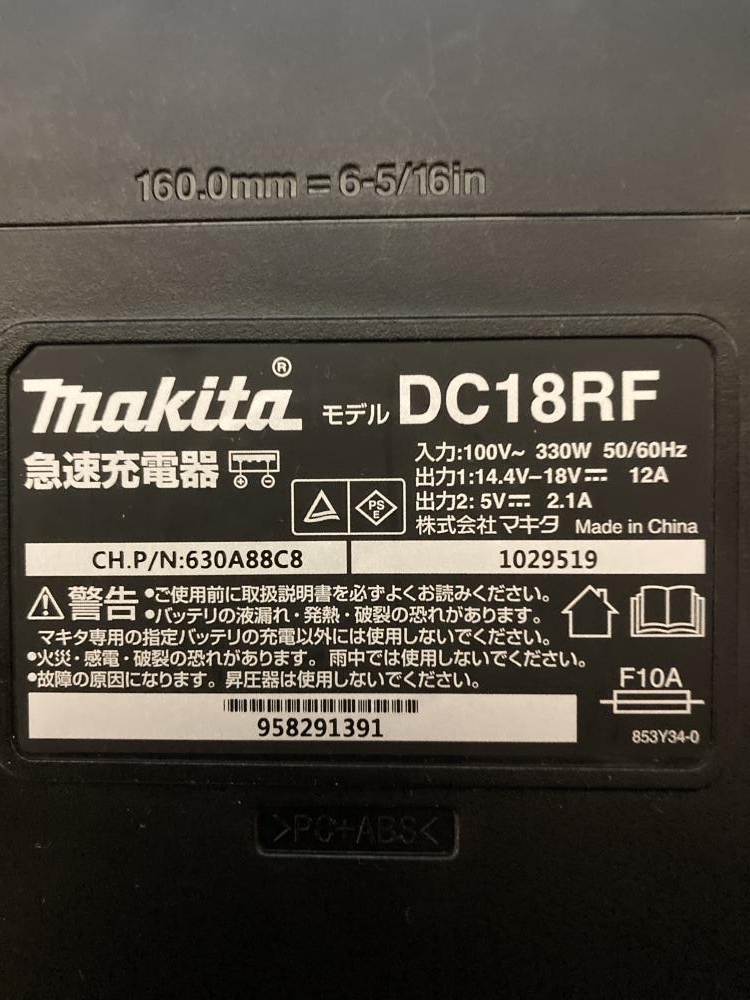 160.0mm = 6-5/16in
makita® モデル DC18RF
急速充電器
入力:100V~ 330W 50/60Hz
出力1:14.4V–18V⎓ 12A
出力2: 5V⎓ 2.1A
PSE
株式会社マキタ Made in China
CH.P/N:630A88C8
1029519
警告 •ご使用前に取扱説明書を必ずよくお読みください。
•バッテリの液漏れ・発熱・破裂の恐れがあります。
マキタ専用の指定バッテリの充電以外には使用しないでください。
•火災・感電・破裂の恐れがあります。雨中では使用しないでください。
•故障の原因になります。昇圧器は使用しないでください。
F10A
958291391
853Y34-0
>PC+ABS<